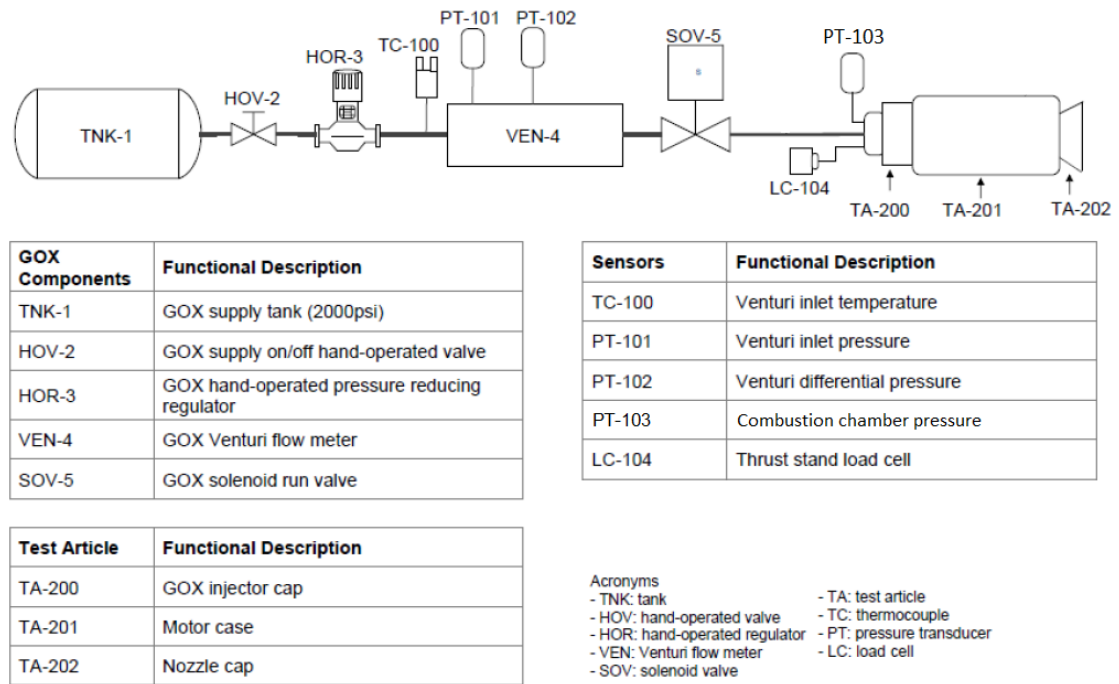 PT-101 PT-102
SOV-5
PT-103
TC-100
HOR-3
HOV-2
TNK-1
VEN-4
s
LC-104
TA-200
TA-201
TA-202
GOX Components Functional Description
TNK-1 GOX supply tank (2000psi)
HOV-2 GOX supply on/off hand-operated valve
HOR-3 GOX hand-operated pressure reducing
regulator
VEN-4 GOX Venturi flow meter
SOV-5 GOX solenoid run valve
Sensors Functional Description
TC-100 Venturi inlet temperature
PT-101 Venturi inlet pressure
PT-102 Venturi differential pressure
PT-103 Combustion chamber pressure
LC-104 Thrust stand load cell
Test Article Functional Description
TA-200 GOX injector cap
TA-201 Motor case
TA-202 Nozzle cap
Acronyms
- TNK: tank
- HOV: hand-operated valve
- HOR: hand-operated regulator
- VEN: Venturi flow meter
- SOV: solenoid valve
- TA: test article
- TC: thermocouple
- PT: pressure transducer
- LC: load cell